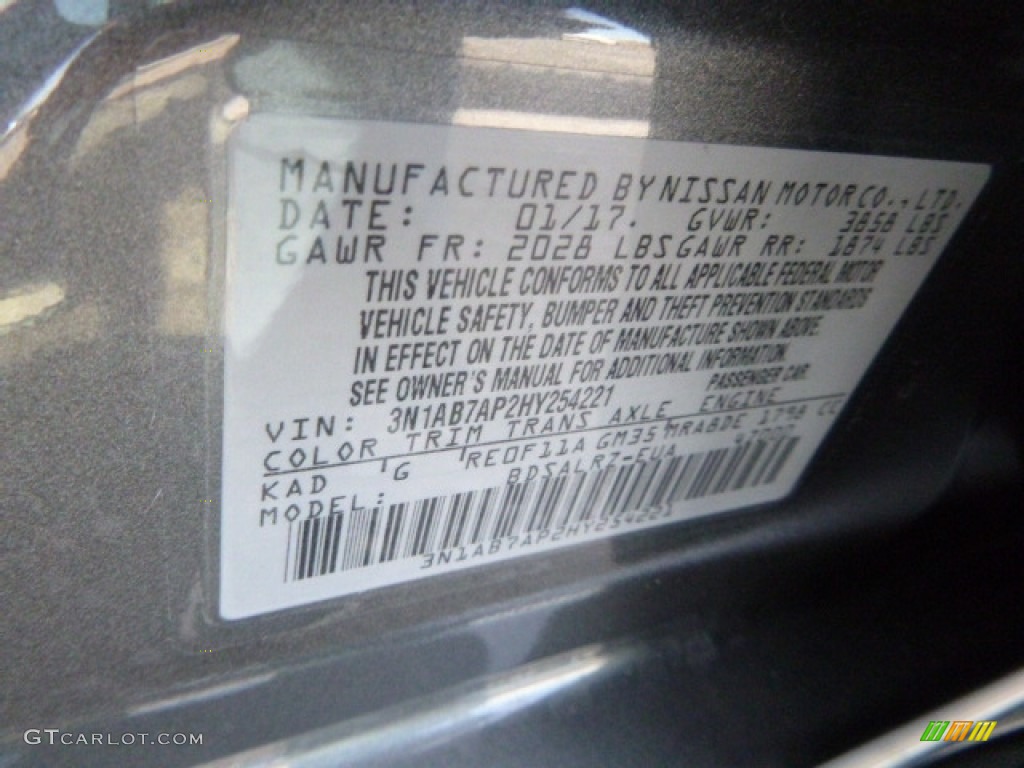 MANUFACTURED BY NISSAN MOTOR CO., LTD.
DATE: 01/17. GVWR: 3858 LBS
GAWR FR: 2028 LBS GAWR RR: 1874 LBS
THIS VEHICLE CONFORMS TO ALL APPLICABLE FEDERAL MOTOR
VEHICLE SAFETY, BUMPER AND THEFT PREVENTION STANDARDS
IN EFFECT ON THE DATE OF MANUFACTURE SHOWN ABOVE.
SEE OWNER'S MANUAL FOR ADDITIONAL INFORMATION.
VIN: 3N1AB7AP2HY254221 PASSENGER CAR.
COLOR TRIM TRANS AXLE ENGINE
KAD G RE0F11A GM35 MRA8DE 1798 CC
MODEL: BDSALR7-EUA
3N1AB7AP2HY254221
GTCARLOT.COM